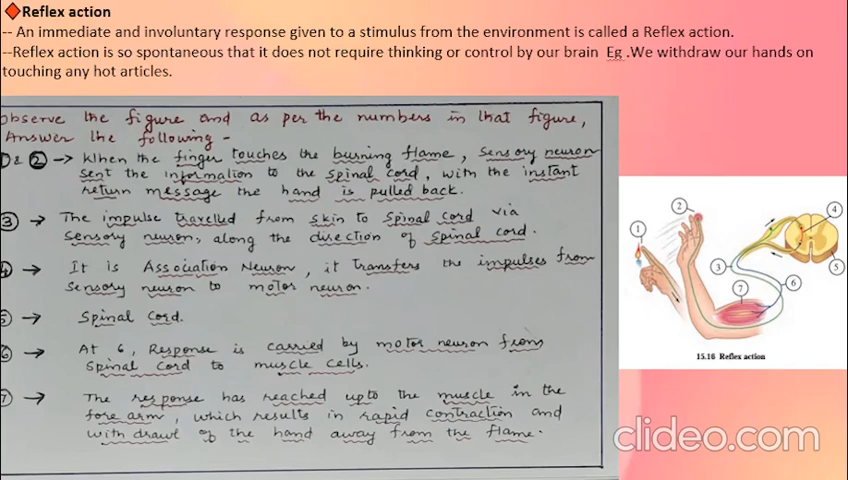 Reflex action
-- An immediate and involuntary response given to a stimulus from the environment is called a Reflex action.
--Reflex action is so spontaneous that it does not require thinking or control by our brain Eg .We withdraw our hands on
touching any hot articles.
observe the figure and as per the numbers in that figure,
Answer the following -
① & ② → When the finger touches the burning flame, sensory neuron
sent the information to the spinal cord, with the instant
return message the hand is pulled back.
③ → The impulse travelled from skin to spinal cord via
sensory neuron, along the direction of spinal cord.
④ → It is Association Neuron, it transfers the impulses from
sensory neuron to motor neuron.
⑤ → Spinal Cord.
⑥ → At 6, Response is carried by motor neuron from
spinal cord to muscle cells.
⑦ → The response has reached upto the muscle in the
fore arm, which results in rapid contraction and
with drawl of the hand away from the flame.
1
2
3
4
5
6
7
15.16 Reflex action
clideo.com